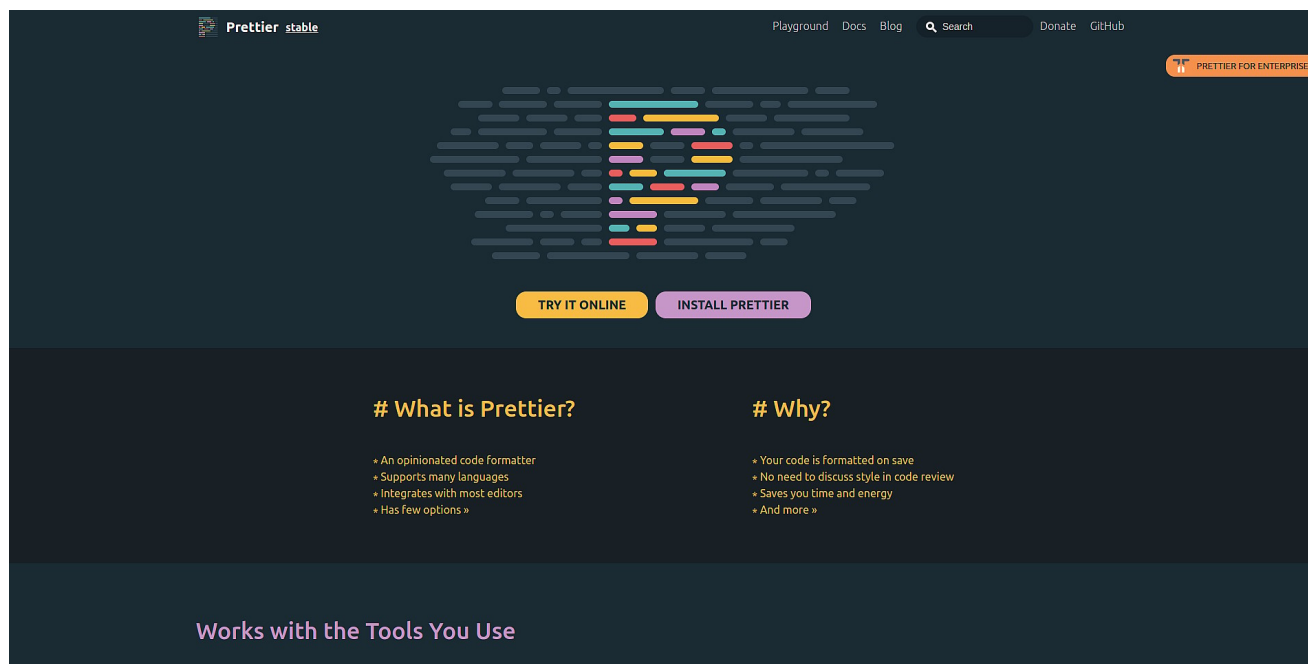 Prettier stable
Playground Docs Blog Search Donate GitHub
PRETTIER FOR ENTERPRISE
TRY IT ONLINE
INSTALL PRETTIER
# What is Prettier?
* An opinionated code formatter
* Supports many languages
* Integrates with most editors
* Has few options »
# Why?
* Your code is formatted on save
* No need to discuss style in code review
* Saves you time and energy
* And more »
Works with the Tools You Use